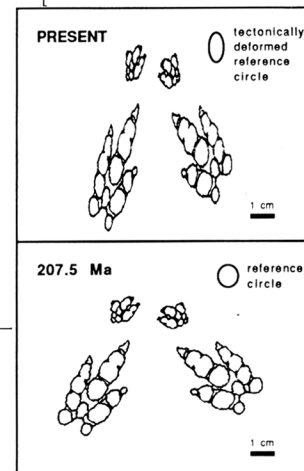 PRESENT
tectonically
deformed
reference
circle
1 cm
207.5 Ma
reference
circle
1 cm